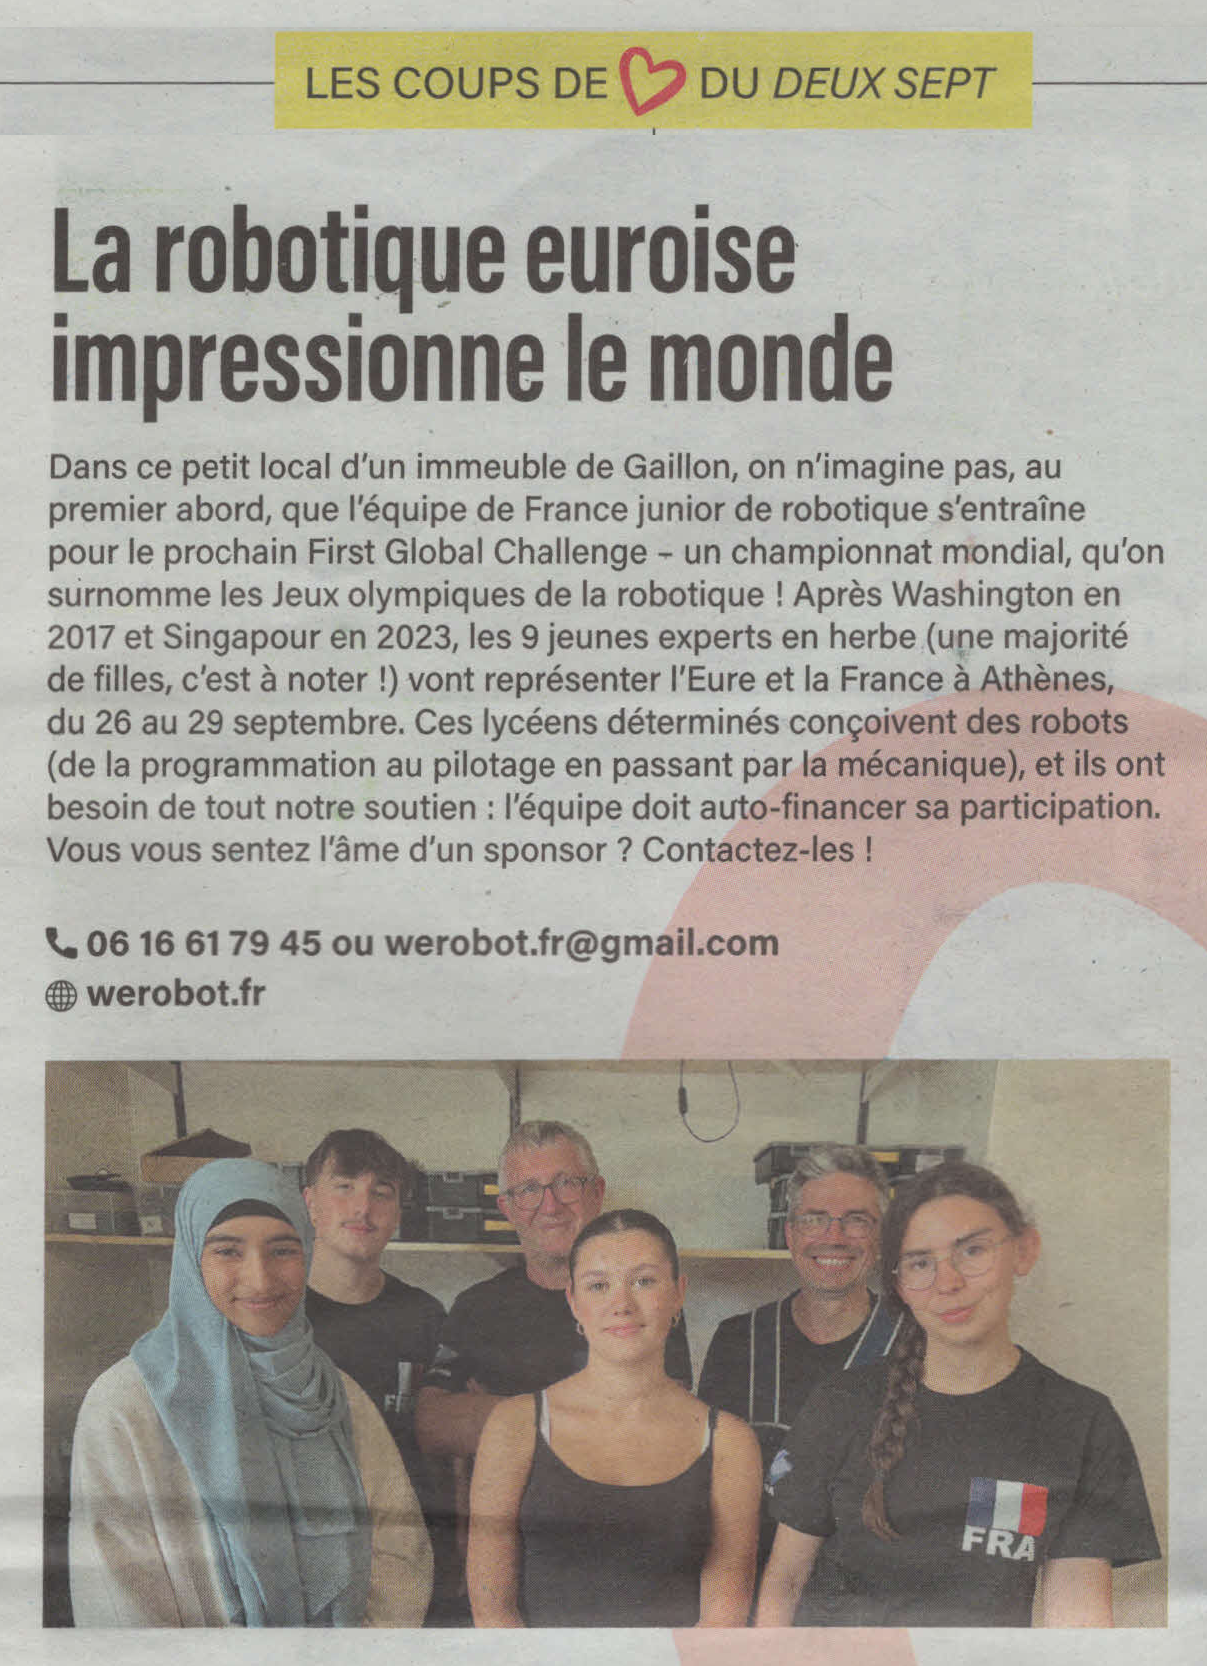 LES COUPS DE DU DEUX SEPT
La robotique euroise
impressionne le monde
Dans ce petit local d'un immeuble de Gaillon, on n'imagine pas, au
premier abord, que l'équipe de France junior de robotique s'entraîne
pour le prochain First Global Challenge – un championnat mondial, qu'on
surnomme les Jeux olympiques de la robotique ! Après Washington en
2017 et Singapour en 2023, les 9 jeunes experts en herbe (une majorité
de filles, c'est à noter !) vont représenter l'Eure et la France à Athènes,
du 26 au 29 septembre. Ces lycéens déterminés conçoivent des robots
(de la programmation au pilotage en passant par la mécanique), et ils ont
besoin de tout notre soutien : l'équipe doit auto-financer sa participation.
Vous vous sentez l'âme d'un sponsor ? Contactez-les !
06 16 61 79 45 ou werobot.fr@gmail.com
werobot.fr
FRA